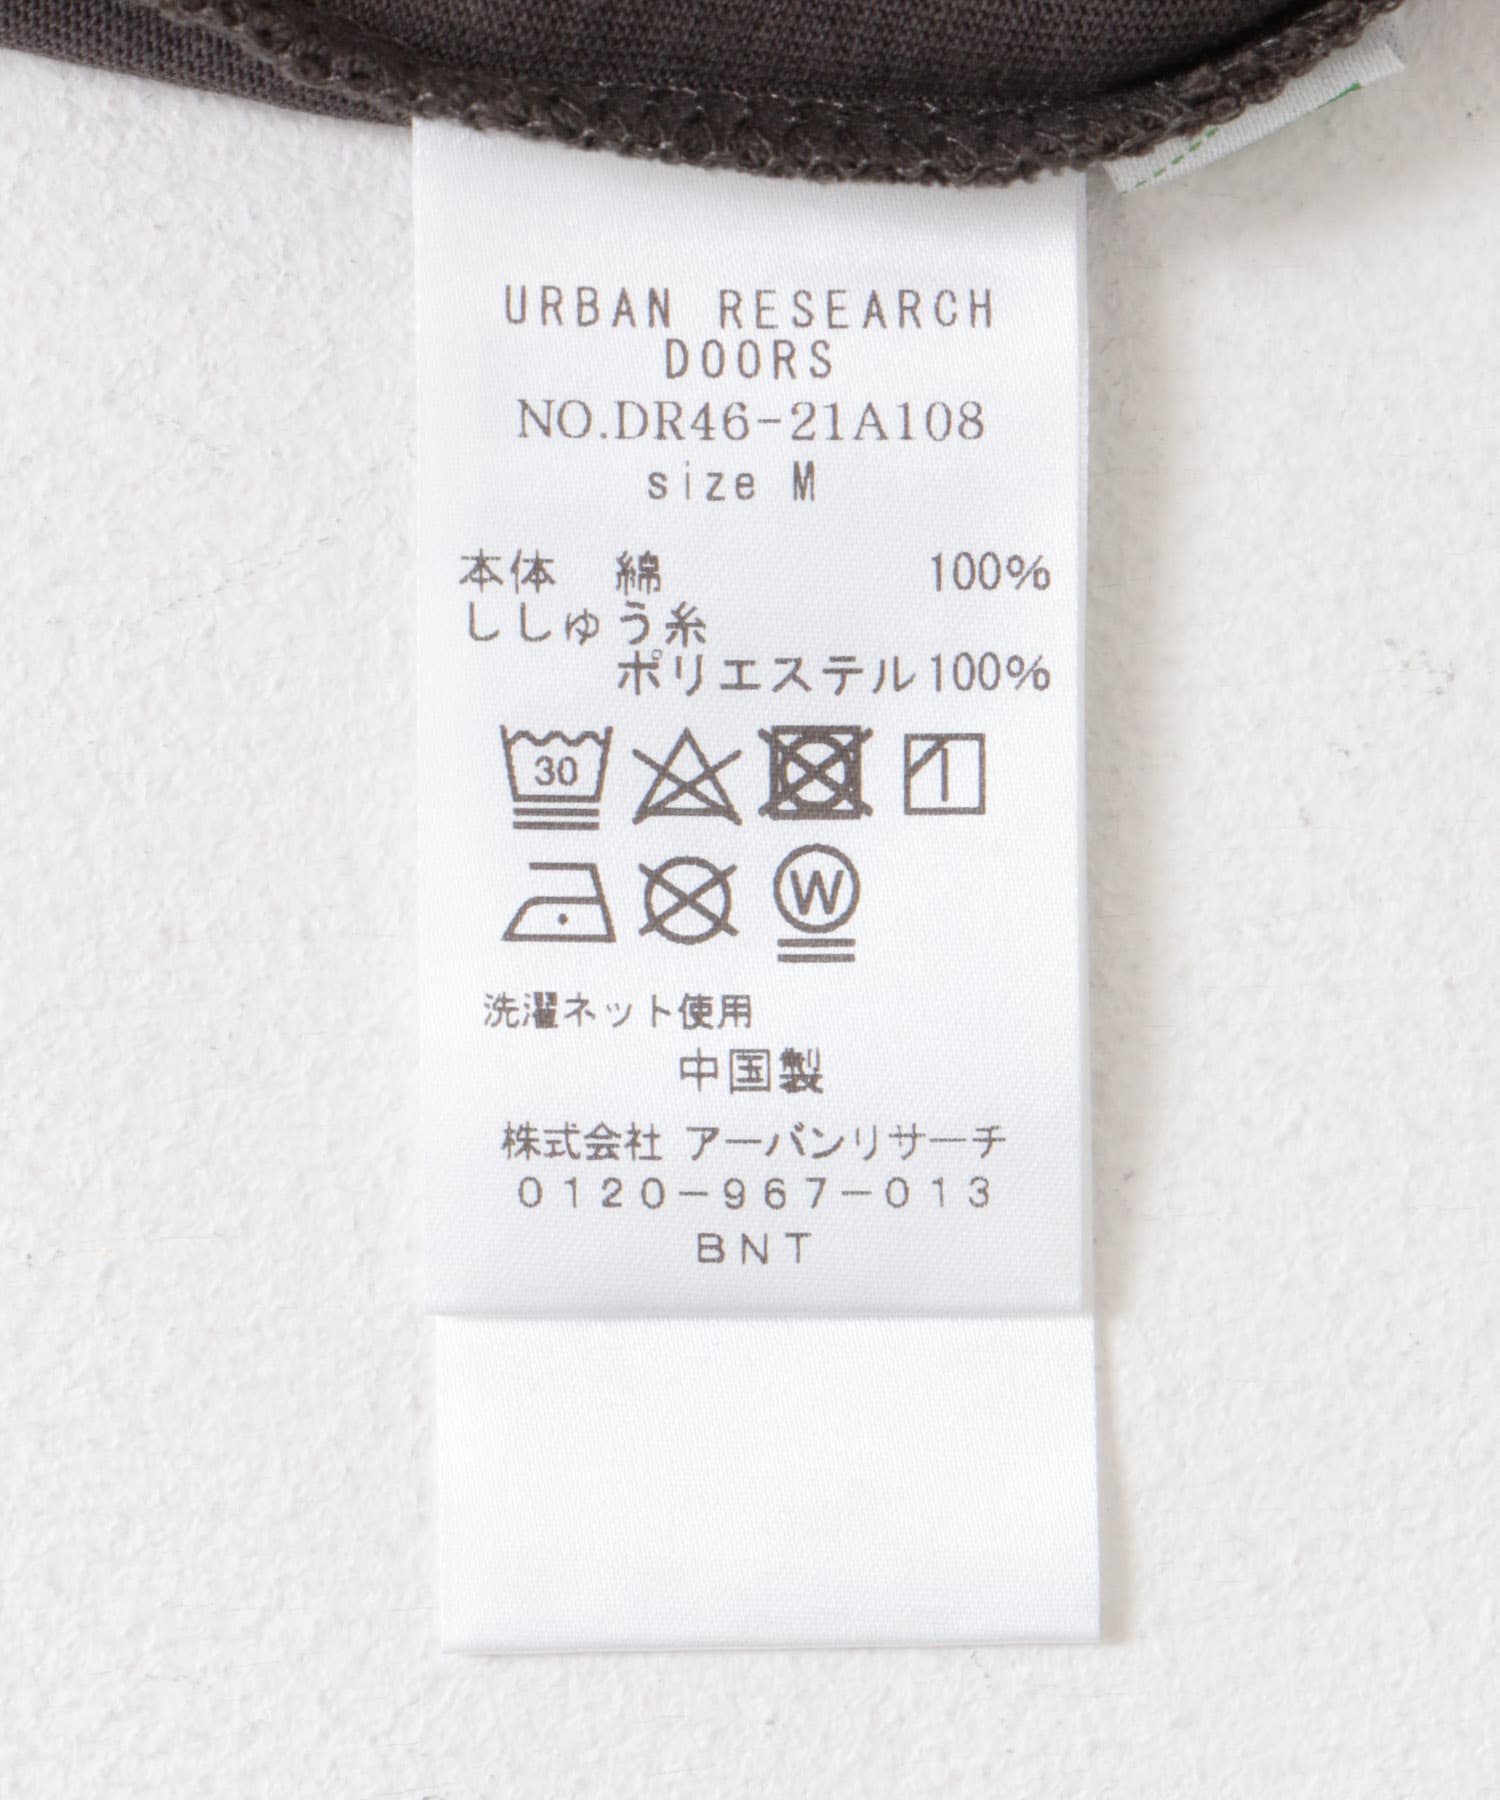 URBAN RESEARCH
DOORS
NO.DR46-21A108
size M
本体 綿 100%
ししゅう糸
ポリエステル100%
30
W
洗濯ネット使用
中国製
株式会社 アーバンリサーチ
0120-967-013
BNT